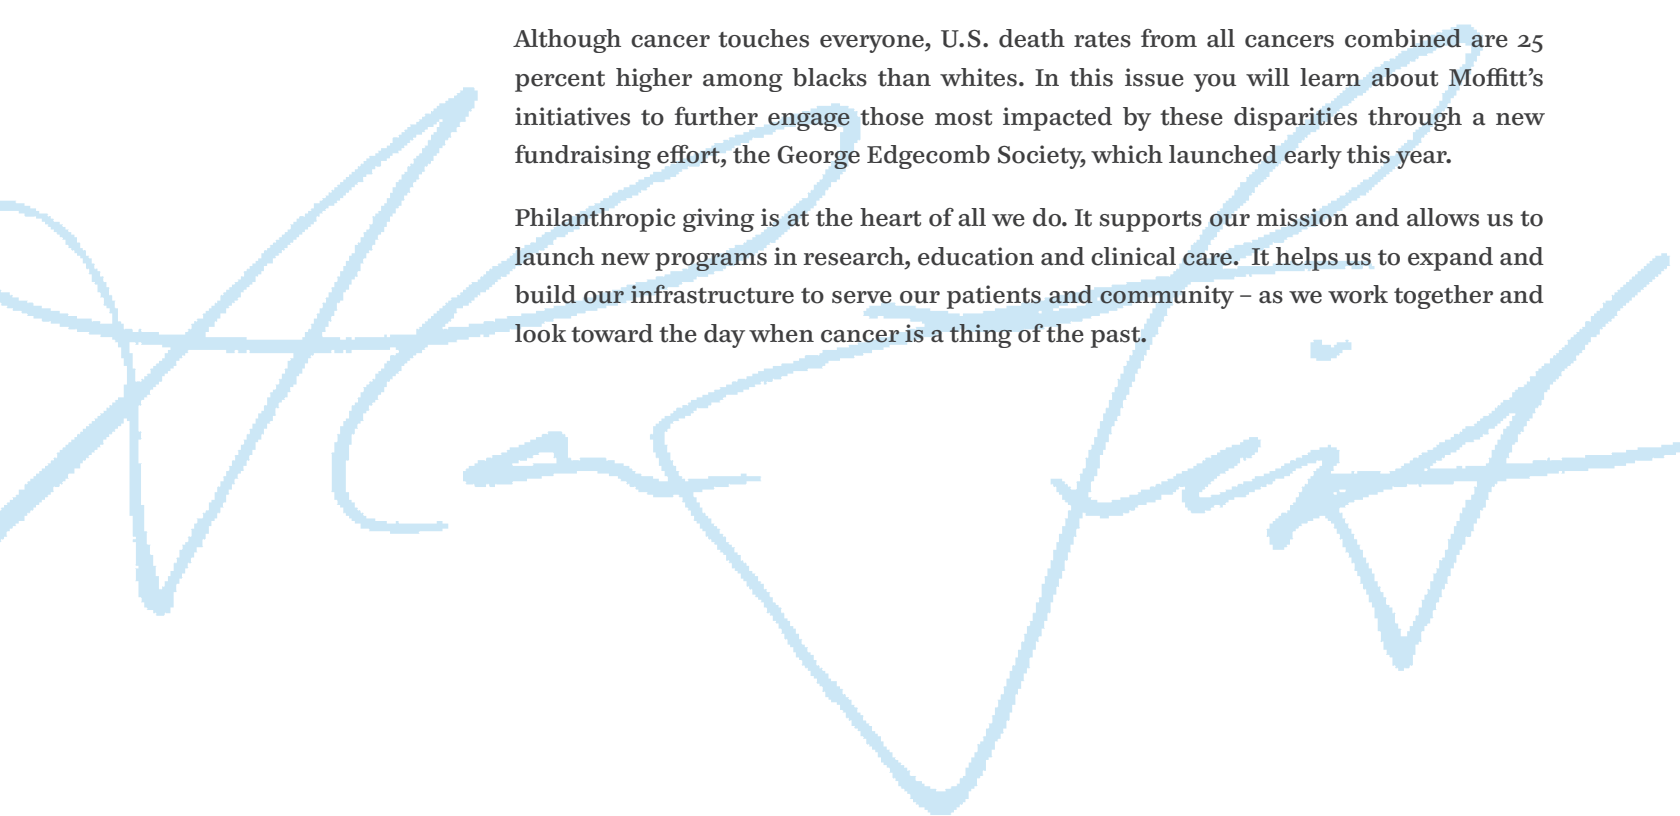 Although cancer touches everyone, U.S. death rates from all cancers combined are 25
percent higher among blacks than whites. In this issue you will learn about Moffitt’s
initiatives to further engage those most impacted by these disparities through a new
fundraising effort, the George Edgecomb Society, which launched early this year.
Philanthropic giving is at the heart of all we do. It supports our mission and allows us to
launch new programs in research, education and clinical care.  It helps us to expand and
build our infrastructure to serve our patients and community – as we work together and
look toward the day when cancer is a thing of the past.